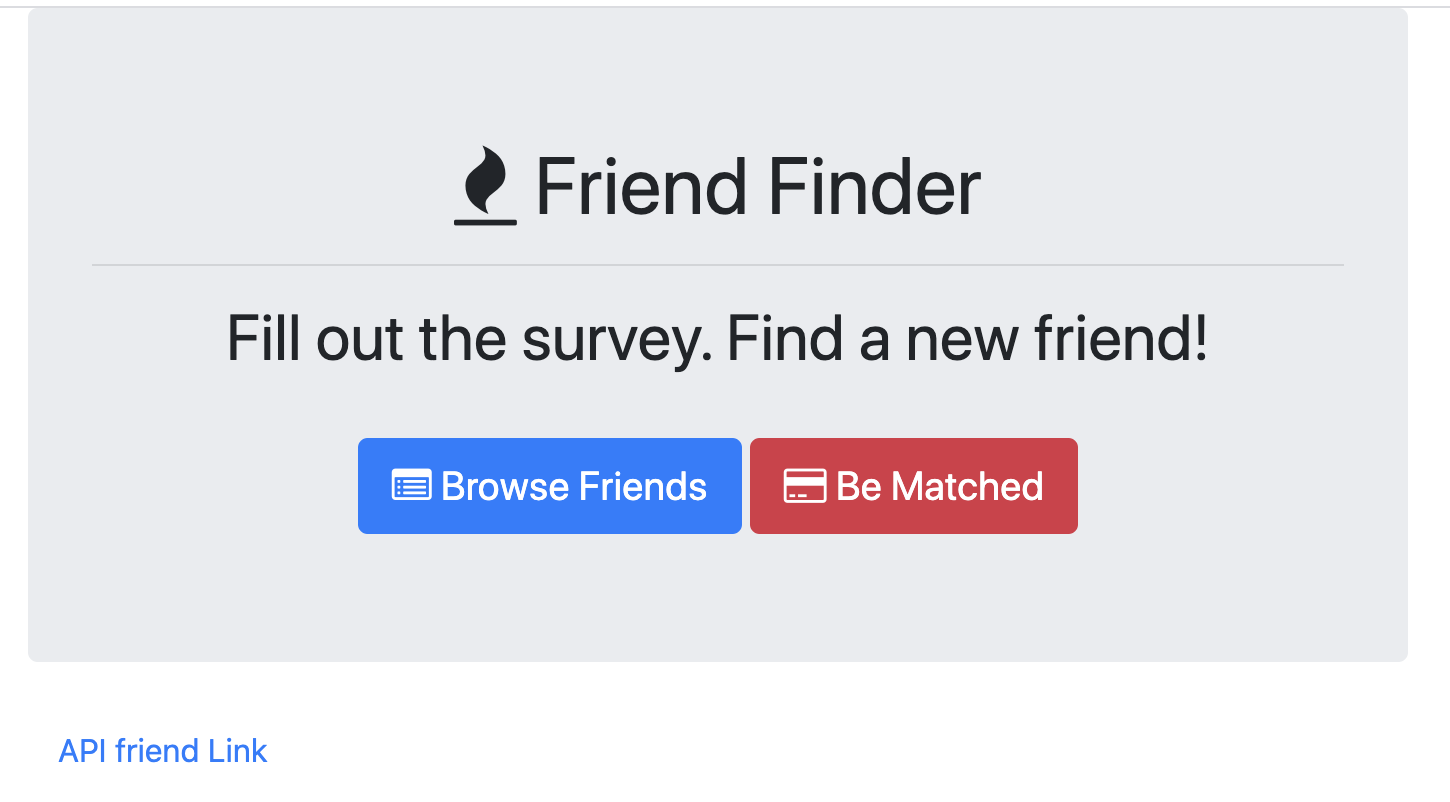 Friend Finder
Fill out the survey. Find a new friend!
Browse Friends Be Matched
API friend Link